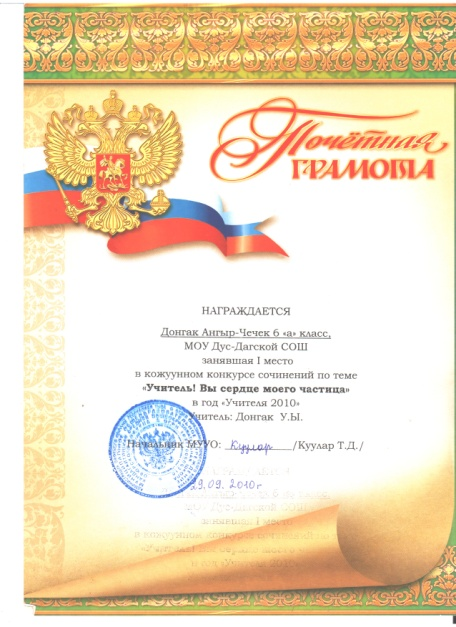 Почётная
ГРАМОТА
НАГРАЖДАЕТСЯ
Донгак Ангыр-Чечек 6 «а» класс,
МОУ Дус-Дагской СОШ
занявшая I место
в кожуунном конкурсе сочинений по теме
«Учитель! Вы сердце моего частица»
в год «Учителя 2010»
Учитель: Донгак У.Ы.
Начальник МУУО: Куулар /Куулар Т.Д./
29.09.2010г